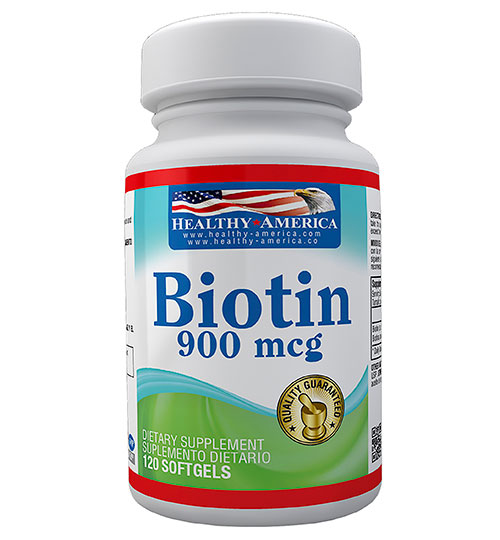 HEALTHY AMERICA
www.healthy-america.com
www.healthy-america.co
Biotin
900 mcg
QUALITY GUARANTEED
DIETARY SUPPLEMENT
SUPLEMENTO DIETARIO
120 SOFTGELS